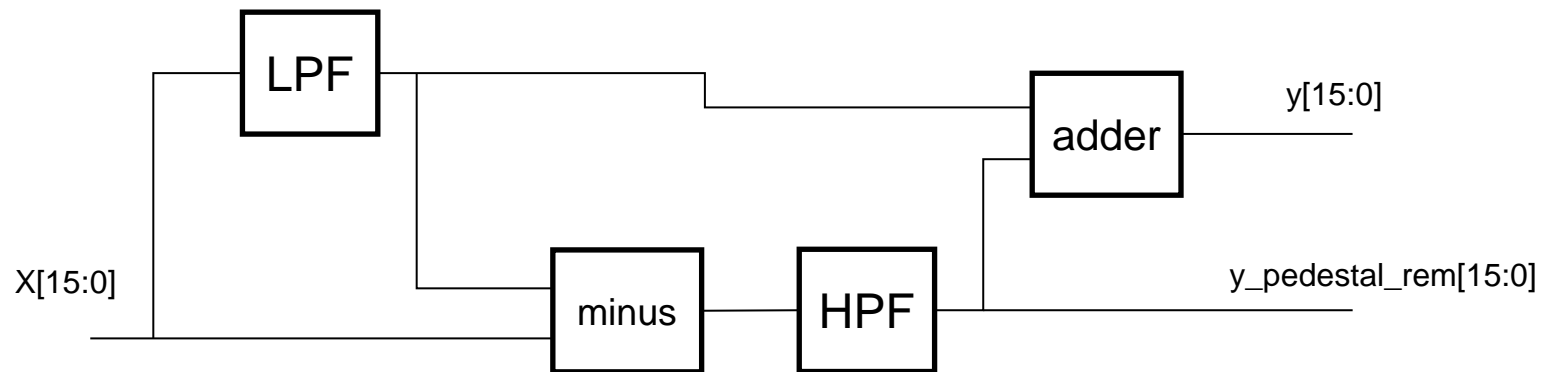 LPF
adder
y[15:0]
X[15:0]
minus
HPF
y_pedestal_rem[15:0]